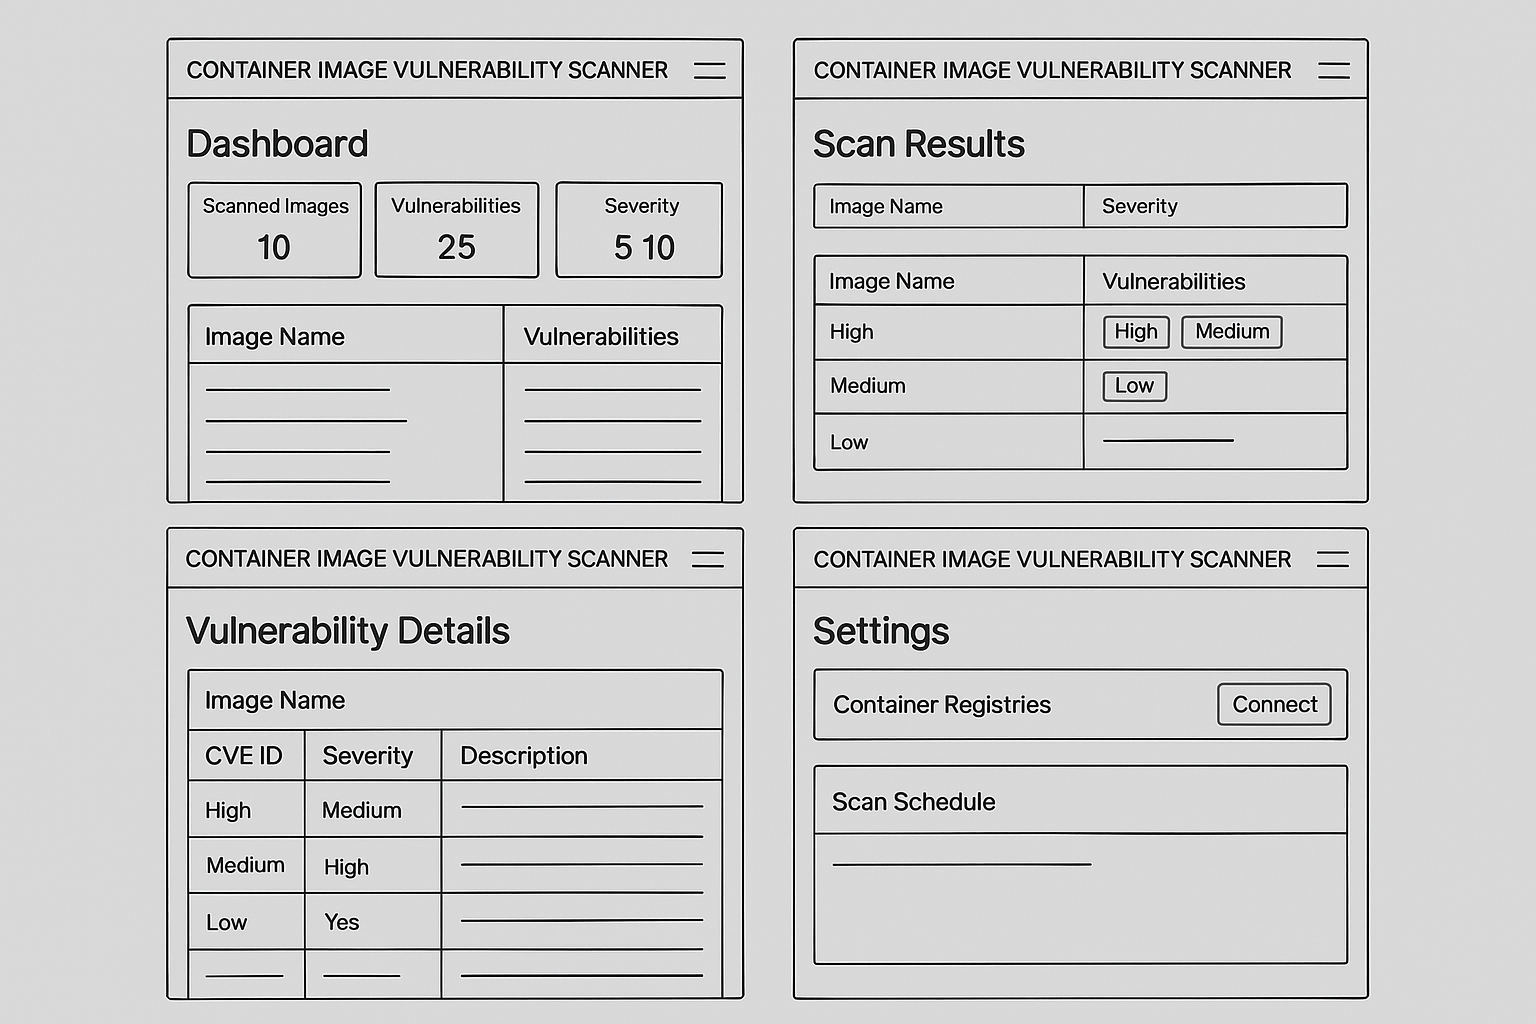 CONTAINER IMAGE VULNERABILITY SCANNER
Dashboard
Scanned Images
10
Vulnerabilities
25
Severity
5 10
Image Name Vulnerabilities
CONTAINER IMAGE VULNERABILITY SCANNER
Scan Results
Image Name Severity
Image Name Vulnerabilities
High High Medium
Medium Low
Low
CONTAINER IMAGE VULNERABILITY SCANNER
Vulnerability Details
Image Name
CVE ID Severity Description
High Medium
Medium High
Low Yes
CONTAINER IMAGE VULNERABILITY SCANNER
Settings
Container Registries Connect
Scan Schedule